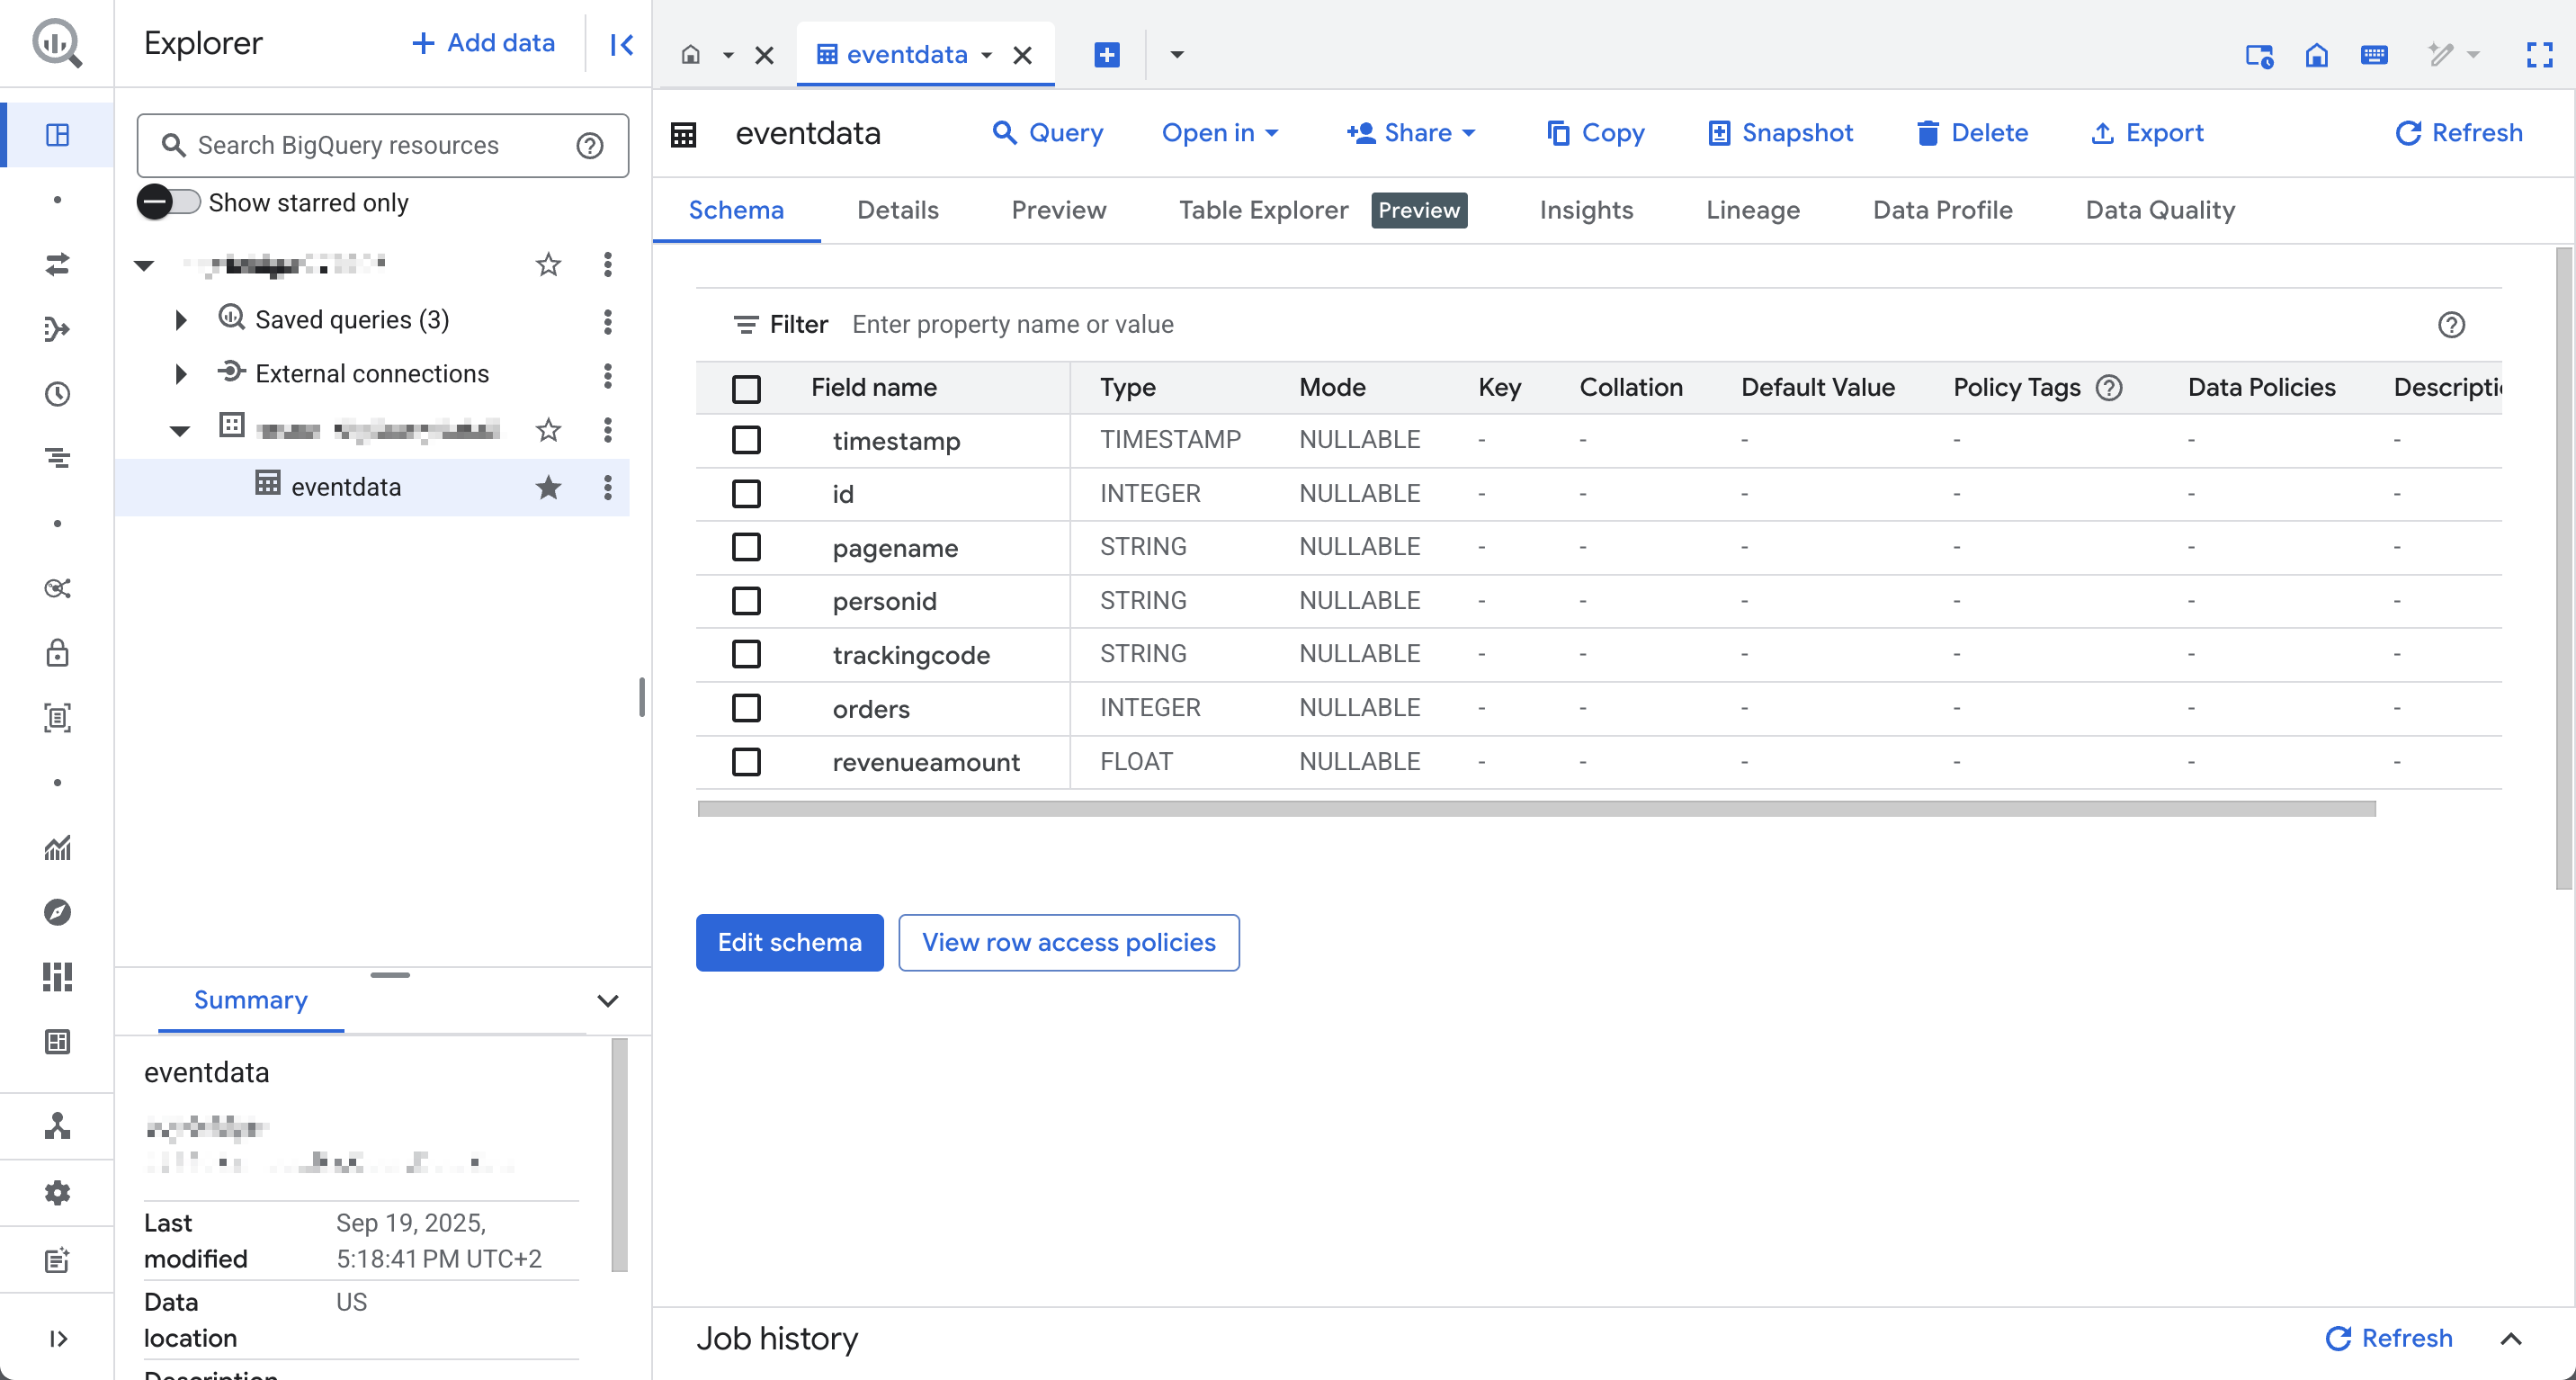 Explorer
+ Add data
Search BigQuery resources
Show starred only
Saved queries (3)
External connections
eventdata
Summary
eventdata
Last modified
Sep 19, 2025, 5:18:41 PM UTC+2
Data location
US
eventdata
eventdata
Query
Open in
Share
Copy
Snapshot
Delete
Export
Refresh
Schema
Details
Preview
Table Explorer
Preview
Insights
Lineage
Data Profile
Data Quality
Filter Enter property name or value
Field name Type Mode Key Collation Default Value Policy Tags Data Policies
timestamp TIMESTAMP NULLABLE - - - - - -
id INTEGER NULLABLE - - - - - -
pagename STRING NULLABLE - - - - - -
personid STRING NULLABLE - - - - - -
trackingcode STRING NULLABLE - - - - - -
orders INTEGER NULLABLE - - - - - -
revenueamount FLOAT NULLABLE - - - - - -
Edit schema
View row access policies
Job history
Refresh